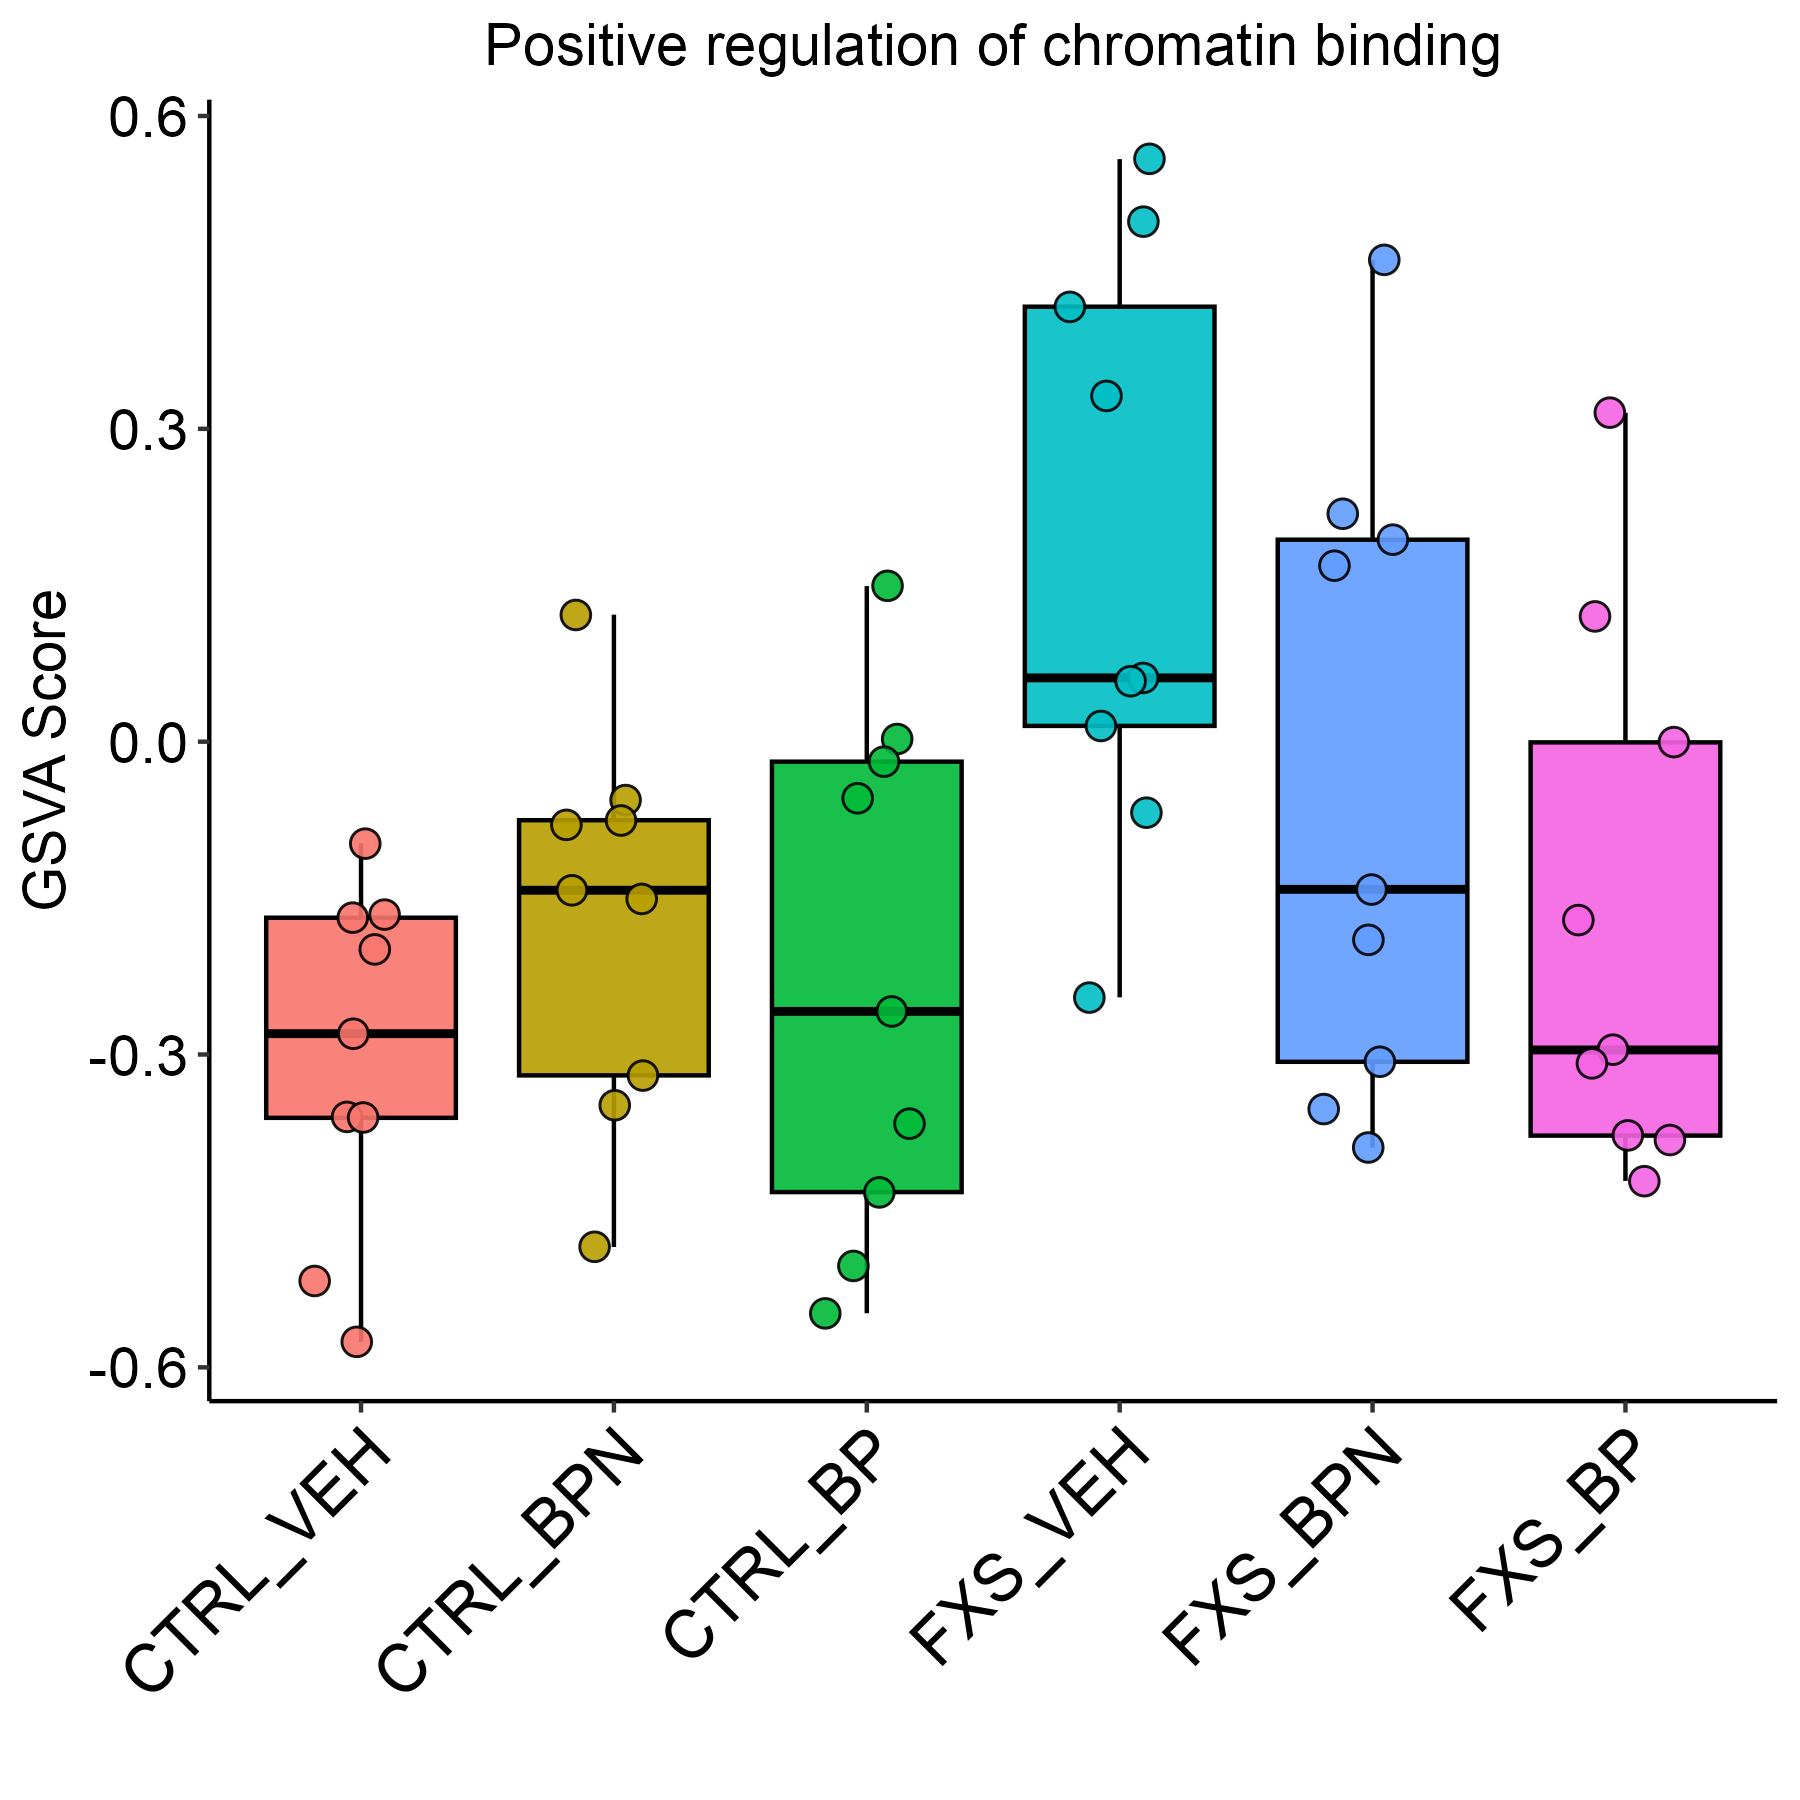 Positive regulation of chromatin binding
GSVA Score
0.6
0.3
0.0
-0.3
-0.6
CTRL_VEH
CTRL_BPN
CTRL_BP
FXS_VEH
FXS_BPN
FXS_BP